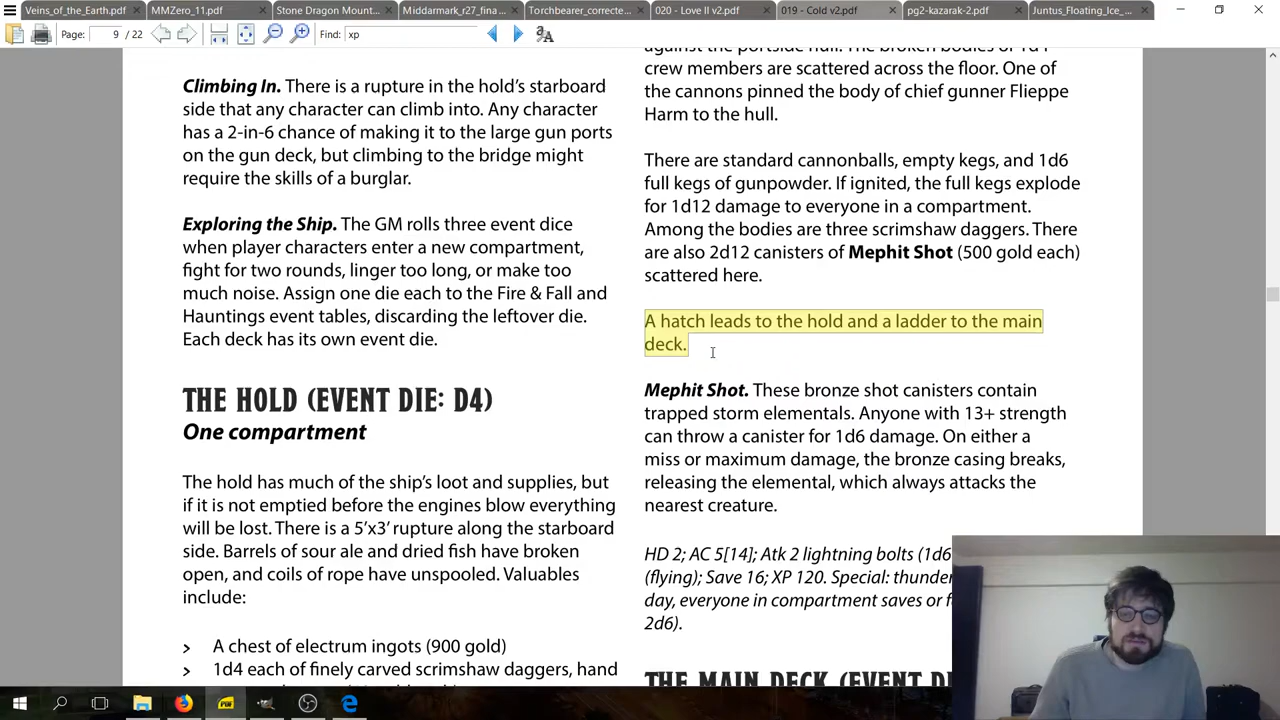 Veins_of_the_Earth.pdf
MMZero_11.pdf
Stone Dragon Mount...
Middarmark_r27_fina...
Torchbearer_correcte...
020 - Love II v2.pdf
019 - Cold v2.pdf
pg2-kazarak-2.pdf
Juntus_Floating_Ice_...
Page: 9 / 22
Find: xp
Climbing In. There is a rupture in the hold's starboard
side that any character can climb into. Any character
has a 2-in-6 chance of making it to the large gun ports
on the gun deck, but climbing to the bridge might
require the skills of a burglar.
Exploring the Ship. The GM rolls three event dice
when player characters enter a new compartment,
fight for two rounds, linger too long, or make too
much noise. Assign one die each to the Fire & Fall and
Hauntings event tables, discarding the leftover die.
Each deck has its own event die.
THE HOLD (EVENT DIE: D4)
One compartment
The hold has much of the ship's loot and supplies, but
if it is not emptied before the engines blow everything
will be lost. There is a 5'x3' rupture along the starboard
side. Barrels of sour ale and dried fish have broken
open, and coils of rope have unspooled. Valuables
include:
> A chest of electrum ingots (900 gold)
> 1d4 each of finely carved scrimshaw daggers, hand
against the portside hull. The broken bodies of 1d4
crew members are scattered across the floor. One of
the cannons pinned the body of chief gunner Flieppe
Harm to the hull.
There are standard cannonballs, empty kegs, and 1d6
full kegs of gunpowder. If ignited, the full kegs explode
for 1d12 damage to everyone in a compartment.
Among the bodies are three scrimshaw daggers. There
are also 2d12 canisters of Mephit Shot (500 gold each)
scattered here.
A hatch leads to the hold and a ladder to the main
deck.
Mephit Shot. These bronze shot canisters contain
trapped storm elementals. Anyone with 13+ strength
can throw a canister for 1d6 damage. On either a
miss or maximum damage, the bronze casing breaks,
releasing the elemental, which always attacks the
nearest creature.
HD 2; AC 5[14]; Atk 2 lightning bolts (1d6
(flying); Save 16; XP 120. Special: thunder
day, everyone in compartment saves or f
2d6).
THE MAIN DECK (EVENT DI